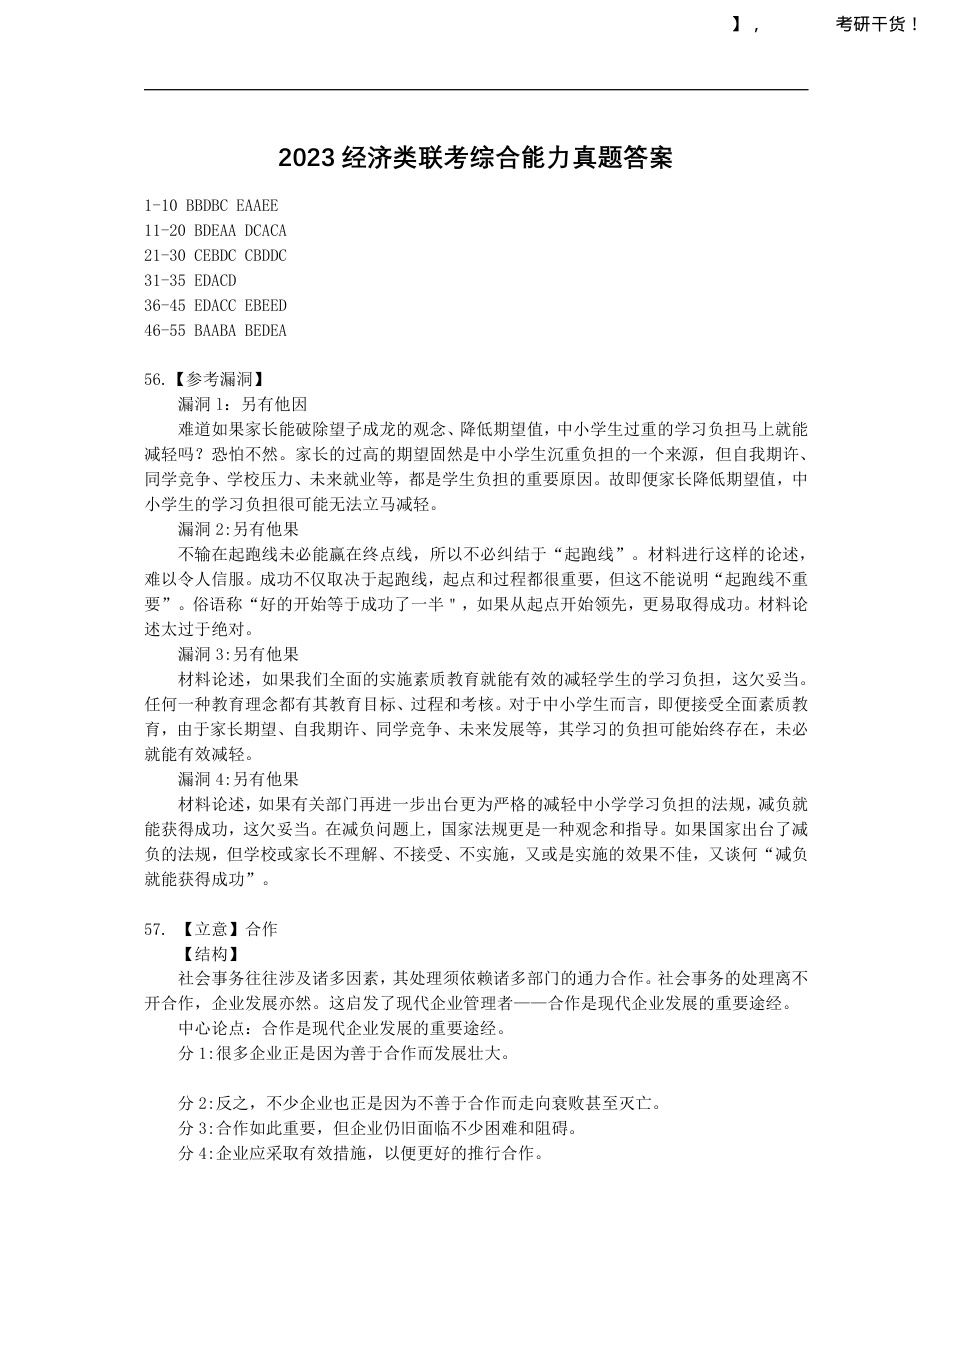 】，　　　　考研干货！
2023 经济类联考综合能力真题答案
1-10 BBDBC EAAEE
11-20 BDEAA DCACA
21-30 CEBDC CBDDC
31-35 EDACD
36-45 EDACC EBEED
46-55 BAABA BEDEA
56.【参考漏洞】
漏洞 1：另有他因
难道如果家长能破除望子成龙的观念、降低期望值，中小学生过重的学习负担马上就能
减轻吗？恐怕不然。家长的过高的期望固然是中小学生沉重负担的一个来源，但自我期许、
同学竞争、学校压力、未来就业等，都是学生负担的重要原因。故即便家长降低期望值，中
小学生的学习负担很可能无法立马减轻。
漏洞 2:另有他果
不输在起跑线未必能赢在终点线，所以不必纠结于“起跑线”。材料进行这样的论述，
难以令人信服。成功不仅取决于起跑线，起点和过程都很重要，但这不能说明“起跑线不重
要”。俗语称“好的开始等于成功了一半＂，如果从起点开始领先，更易取得成功。材料论
述太过于绝对。
漏洞 3:另有他果
材料论述，如果我们全面的实施素质教育就能有效的减轻学生的学习负担，这欠妥当。
任何一种教育理念都有其教育目标、过程和考核。对于中小学生而言，即便接受全面素质教
育，由于家长期望、自我期许、同学竞争、未来发展等，其学习的负担可能始终存在，未必
就能有效减轻。
漏洞 4:另有他果
材料论述，如果有关部门再进一步出台更为严格的减轻中小学学习负担的法规，减负就
能获得成功，这欠妥当。在减负问题上，国家法规更是一种观念和指导。如果国家出台了减
负的法规，但学校或家长不理解、不接受、不实施，又或是实施的效果不佳，又谈何“减负
就能获得成功”。
57. 【立意】合作
【结构】
社会事务往往涉及诸多因素，其处理须依赖诸多部门的通力合作。社会事务的处理离不
开合作，企业发展亦然。这启发了现代企业管理者——合作是现代企业发展的重要途经。
中心论点：合作是现代企业发展的重要途经。
分 1:很多企业正是因为善于合作而发展壮大。
分 2:反之，不少企业也正是因为不善于合作而走向衰败甚至灭亡。
分 3:合作如此重要，但企业仍旧面临不少困难和阻碍。
分 4:企业应采取有效措施，以便更好的推行合作。